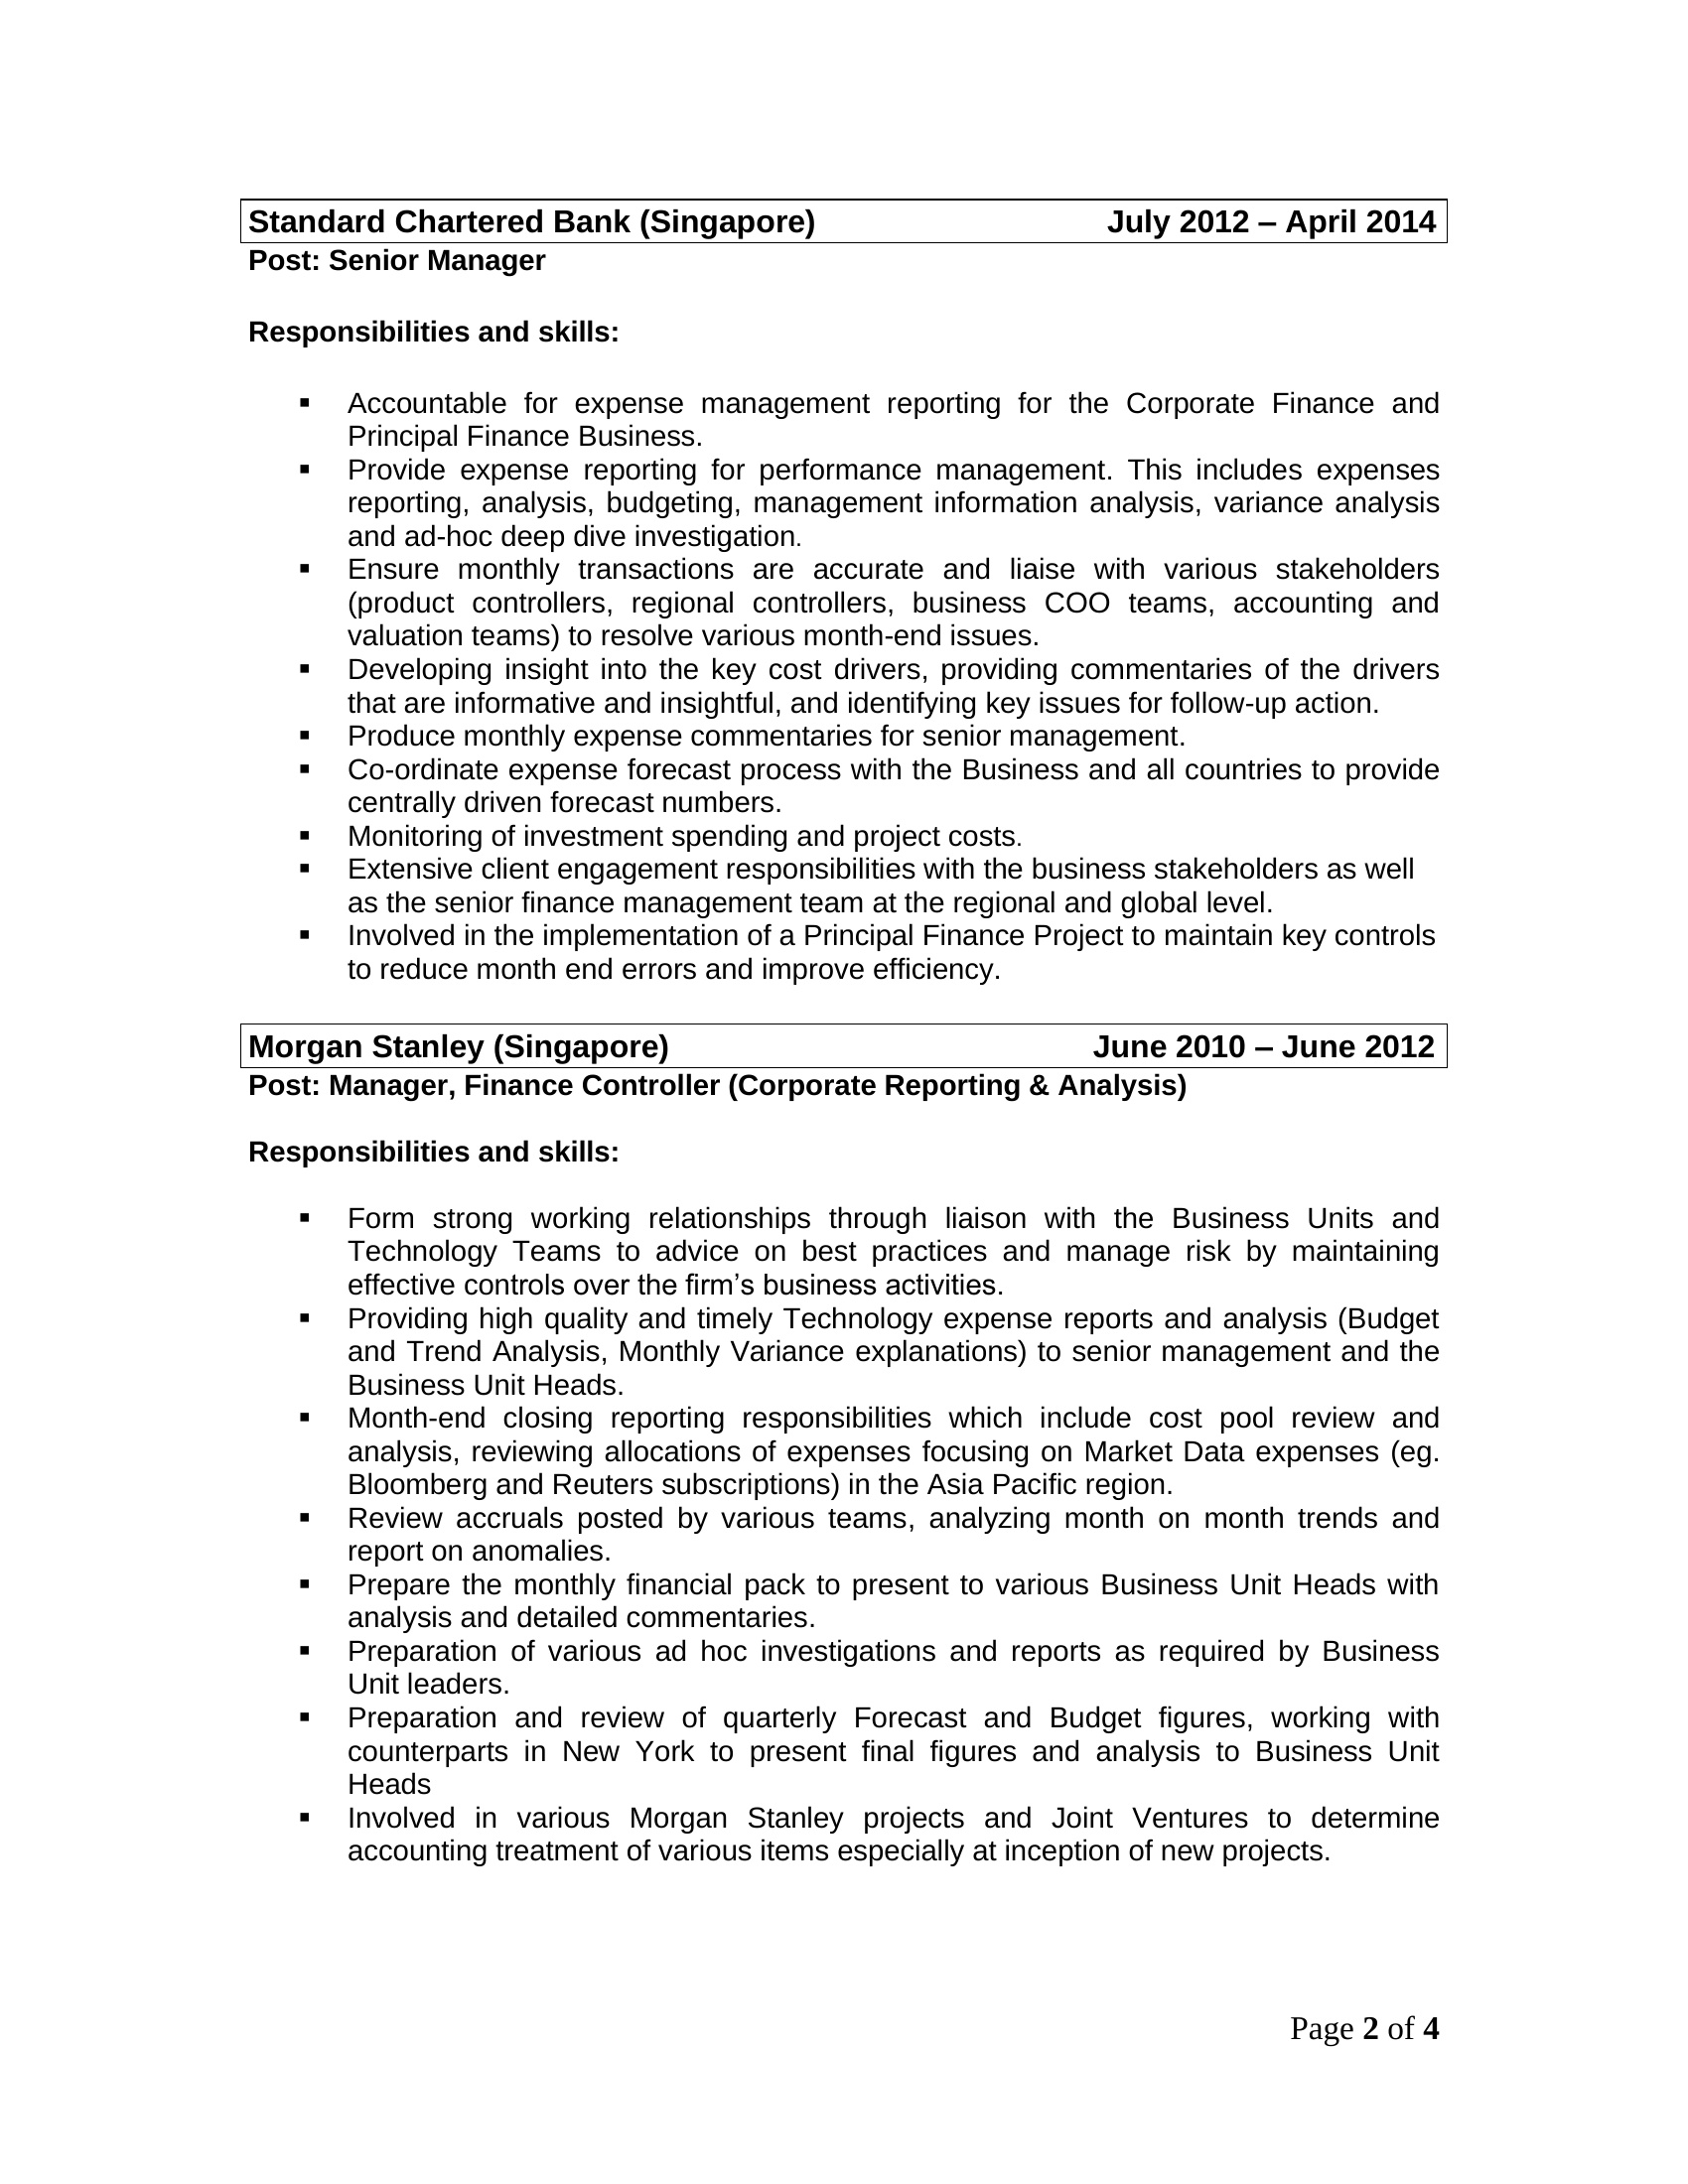 Standard Chartered Bank (Singapore) July 2012 – April 2014
Post: Senior Manager
Responsibilities and skills:
▪ Accountable for expense management reporting for the Corporate Finance and
Principal Finance Business.
▪ Provide expense reporting for performance management. This includes expenses
reporting, analysis, budgeting, management information analysis, variance analysis
and ad-hoc deep dive investigation.
▪ Ensure monthly transactions are accurate and liaise with various stakeholders
(product controllers, regional controllers, business COO teams, accounting and
valuation teams) to resolve various month-end issues.
▪ Developing insight into the key cost drivers, providing commentaries of the drivers
that are informative and insightful, and identifying key issues for follow-up action.
▪ Produce monthly expense commentaries for senior management.
▪ Co-ordinate expense forecast process with the Business and all countries to provide
centrally driven forecast numbers.
▪ Monitoring of investment spending and project costs.
▪ Extensive client engagement responsibilities with the business stakeholders as well
as the senior finance management team at the regional and global level.
▪ Involved in the implementation of a Principal Finance Project to maintain key controls
to reduce month end errors and improve efficiency.
Morgan Stanley (Singapore) June 2010 – June 2012
Post: Manager, Finance Controller (Corporate Reporting & Analysis)
Responsibilities and skills:
▪ Form strong working relationships through liaison with the Business Units and
Technology Teams to advice on best practices and manage risk by maintaining
effective controls over the firm’s business activities.
▪ Providing high quality and timely Technology expense reports and analysis (Budget
and Trend Analysis, Monthly Variance explanations) to senior management and the
Business Unit Heads.
▪ Month-end closing reporting responsibilities which include cost pool review and
analysis, reviewing allocations of expenses focusing on Market Data expenses (eg.
Bloomberg and Reuters subscriptions) in the Asia Pacific region.
▪ Review accruals posted by various teams, analyzing month on month trends and
report on anomalies.
▪ Prepare the monthly financial pack to present to various Business Unit Heads with
analysis and detailed commentaries.
▪ Preparation of various ad hoc investigations and reports as required by Business
Unit leaders.
▪ Preparation and review of quarterly Forecast and Budget figures, working with
counterparts in New York to present final figures and analysis to Business Unit
Heads
▪ Involved in various Morgan Stanley projects and Joint Ventures to determine
accounting treatment of various items especially at inception of new projects.
Page 2 of 4